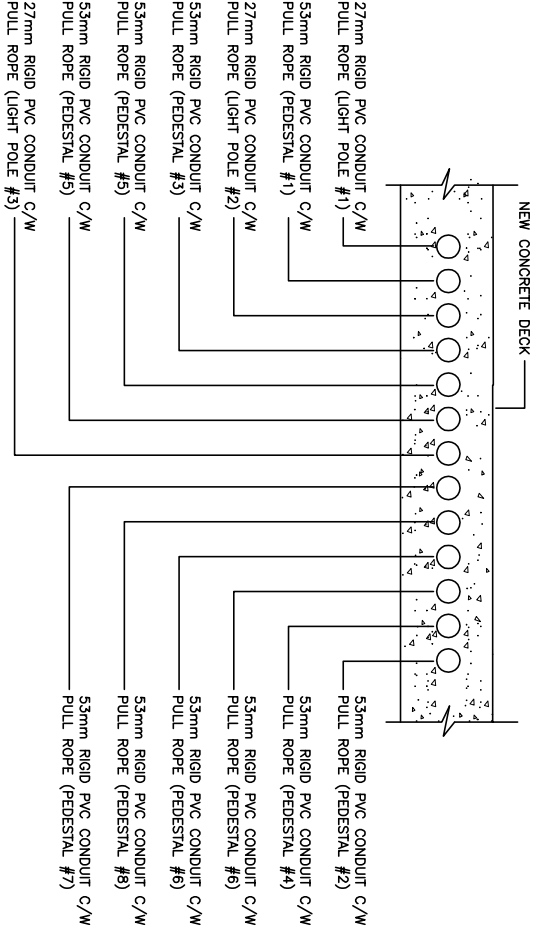 NEW CONCRETE DECK
27mm RIGID PVC CONDUIT C/W
PULL ROPE (LIGHT POLE #1)
53mm RIGID PVC CONDUIT C/W
PULL ROPE (PEDESTAL #1)
27mm RIGID PVC CONDUIT C/W
PULL ROPE (LIGHT POLE #2)
53mm RIGID PVC CONDUIT C/W
PULL ROPE (PEDESTAL #3)
53mm RIGID PVC CONDUIT C/W
PULL ROPE (PEDESTAL #5)
53mm RIGID PVC CONDUIT C/W
PULL ROPE (PEDESTAL #5)
27mm RIGID PVC CONDUIT C/W
PULL ROPE (LIGHT POLE #3)
53mm RIGID PVC CONDUIT C/W
PULL ROPE (PEDESTAL #2)
53mm RIGID PVC CONDUIT C/W
PULL ROPE (PEDESTAL #4)
53mm RIGID PVC CONDUIT C/W
PULL ROPE (PEDESTAL #6)
53mm RIGID PVC CONDUIT C/W
PULL ROPE (PEDESTAL #6)
53mm RIGID PVC CONDUIT C/W
PULL ROPE (PEDESTAL #8)
53mm RIGID PVC CONDUIT C/W
PULL ROPE (PEDESTAL #7)